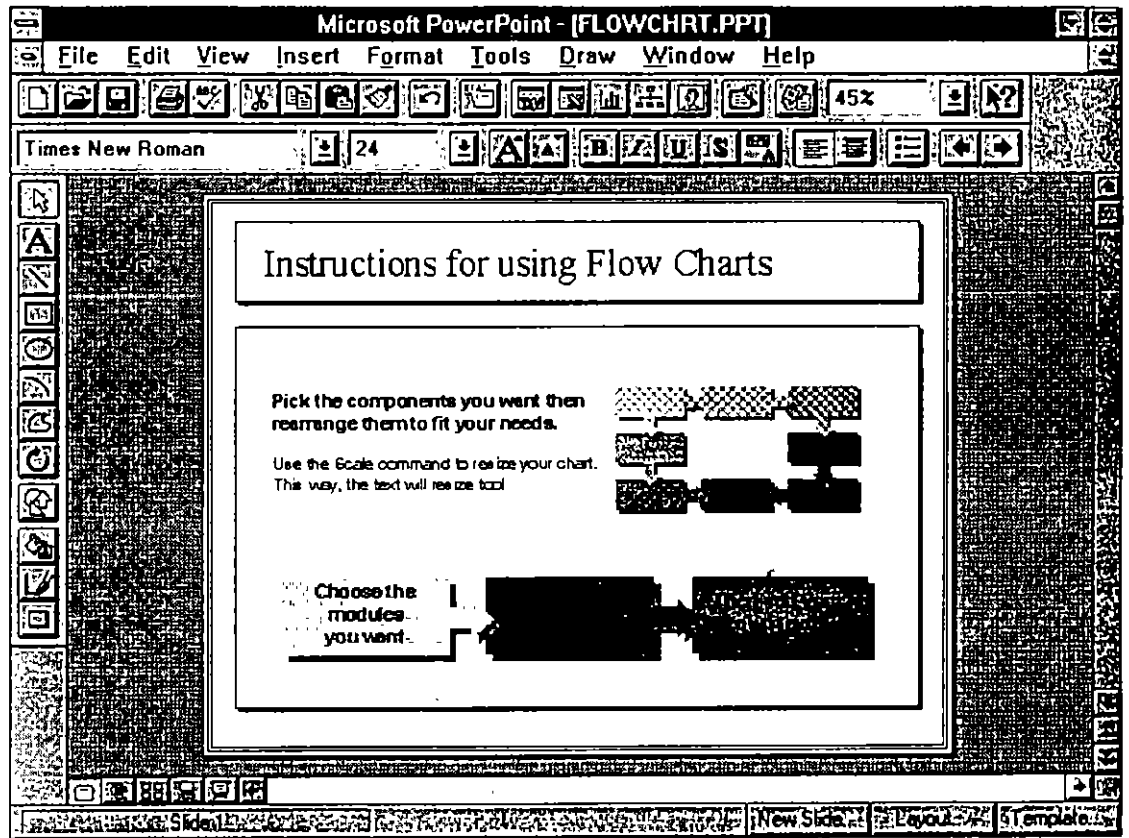 Microsoft PowerPoint - [FLOWCHRT.PPT]
File Edit View Insert Format Tools Draw Window Help
45%
Times New Roman 24
Instructions for using Flow Charts
Pick the components you want then
rearrange them to fit your needs.
Use the Scale command to resize your chart.
This way, the text will resize too!
Choose the
modules
you want
Slide 1 New Slide... Layout... Template...